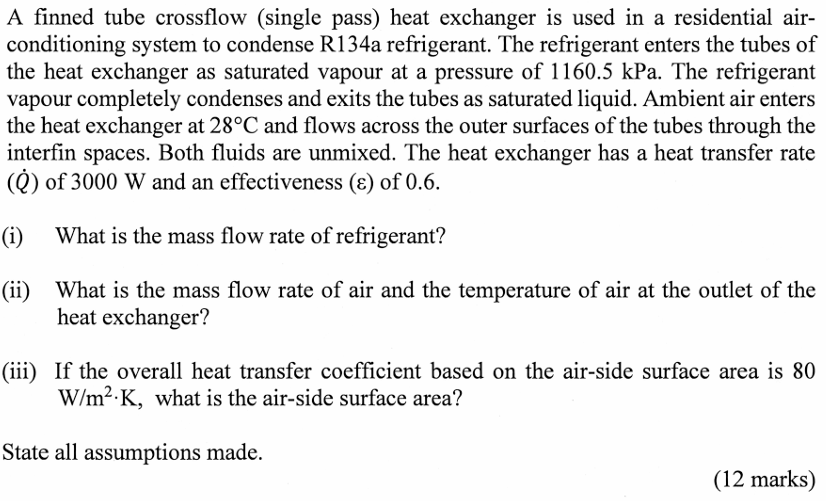 A finned tube crossflow (single pass) heat exchanger is used in a residential air-
conditioning system to condense R134a refrigerant. The refrigerant enters the tubes of
the heat exchanger as saturated vapour at a pressure of 1160.5 kPa. The refrigerant
vapour completely condenses and exits the tubes as saturated liquid. Ambient air enters
the heat exchanger at 28°C and flows across the outer surfaces of the tubes through the
interfin spaces. Both fluids are unmixed. The heat exchanger has a heat transfer rate
(Q̇) of 3000 W and an effectiveness (ε) of 0.6.
(i) What is the mass flow rate of refrigerant?
(ii) What is the mass flow rate of air and the temperature of air at the outlet of the
heat exchanger?
(iii) If the overall heat transfer coefficient based on the air-side surface area is 80
W/m²·K, what is the air-side surface area?
State all assumptions made.
(12 marks)